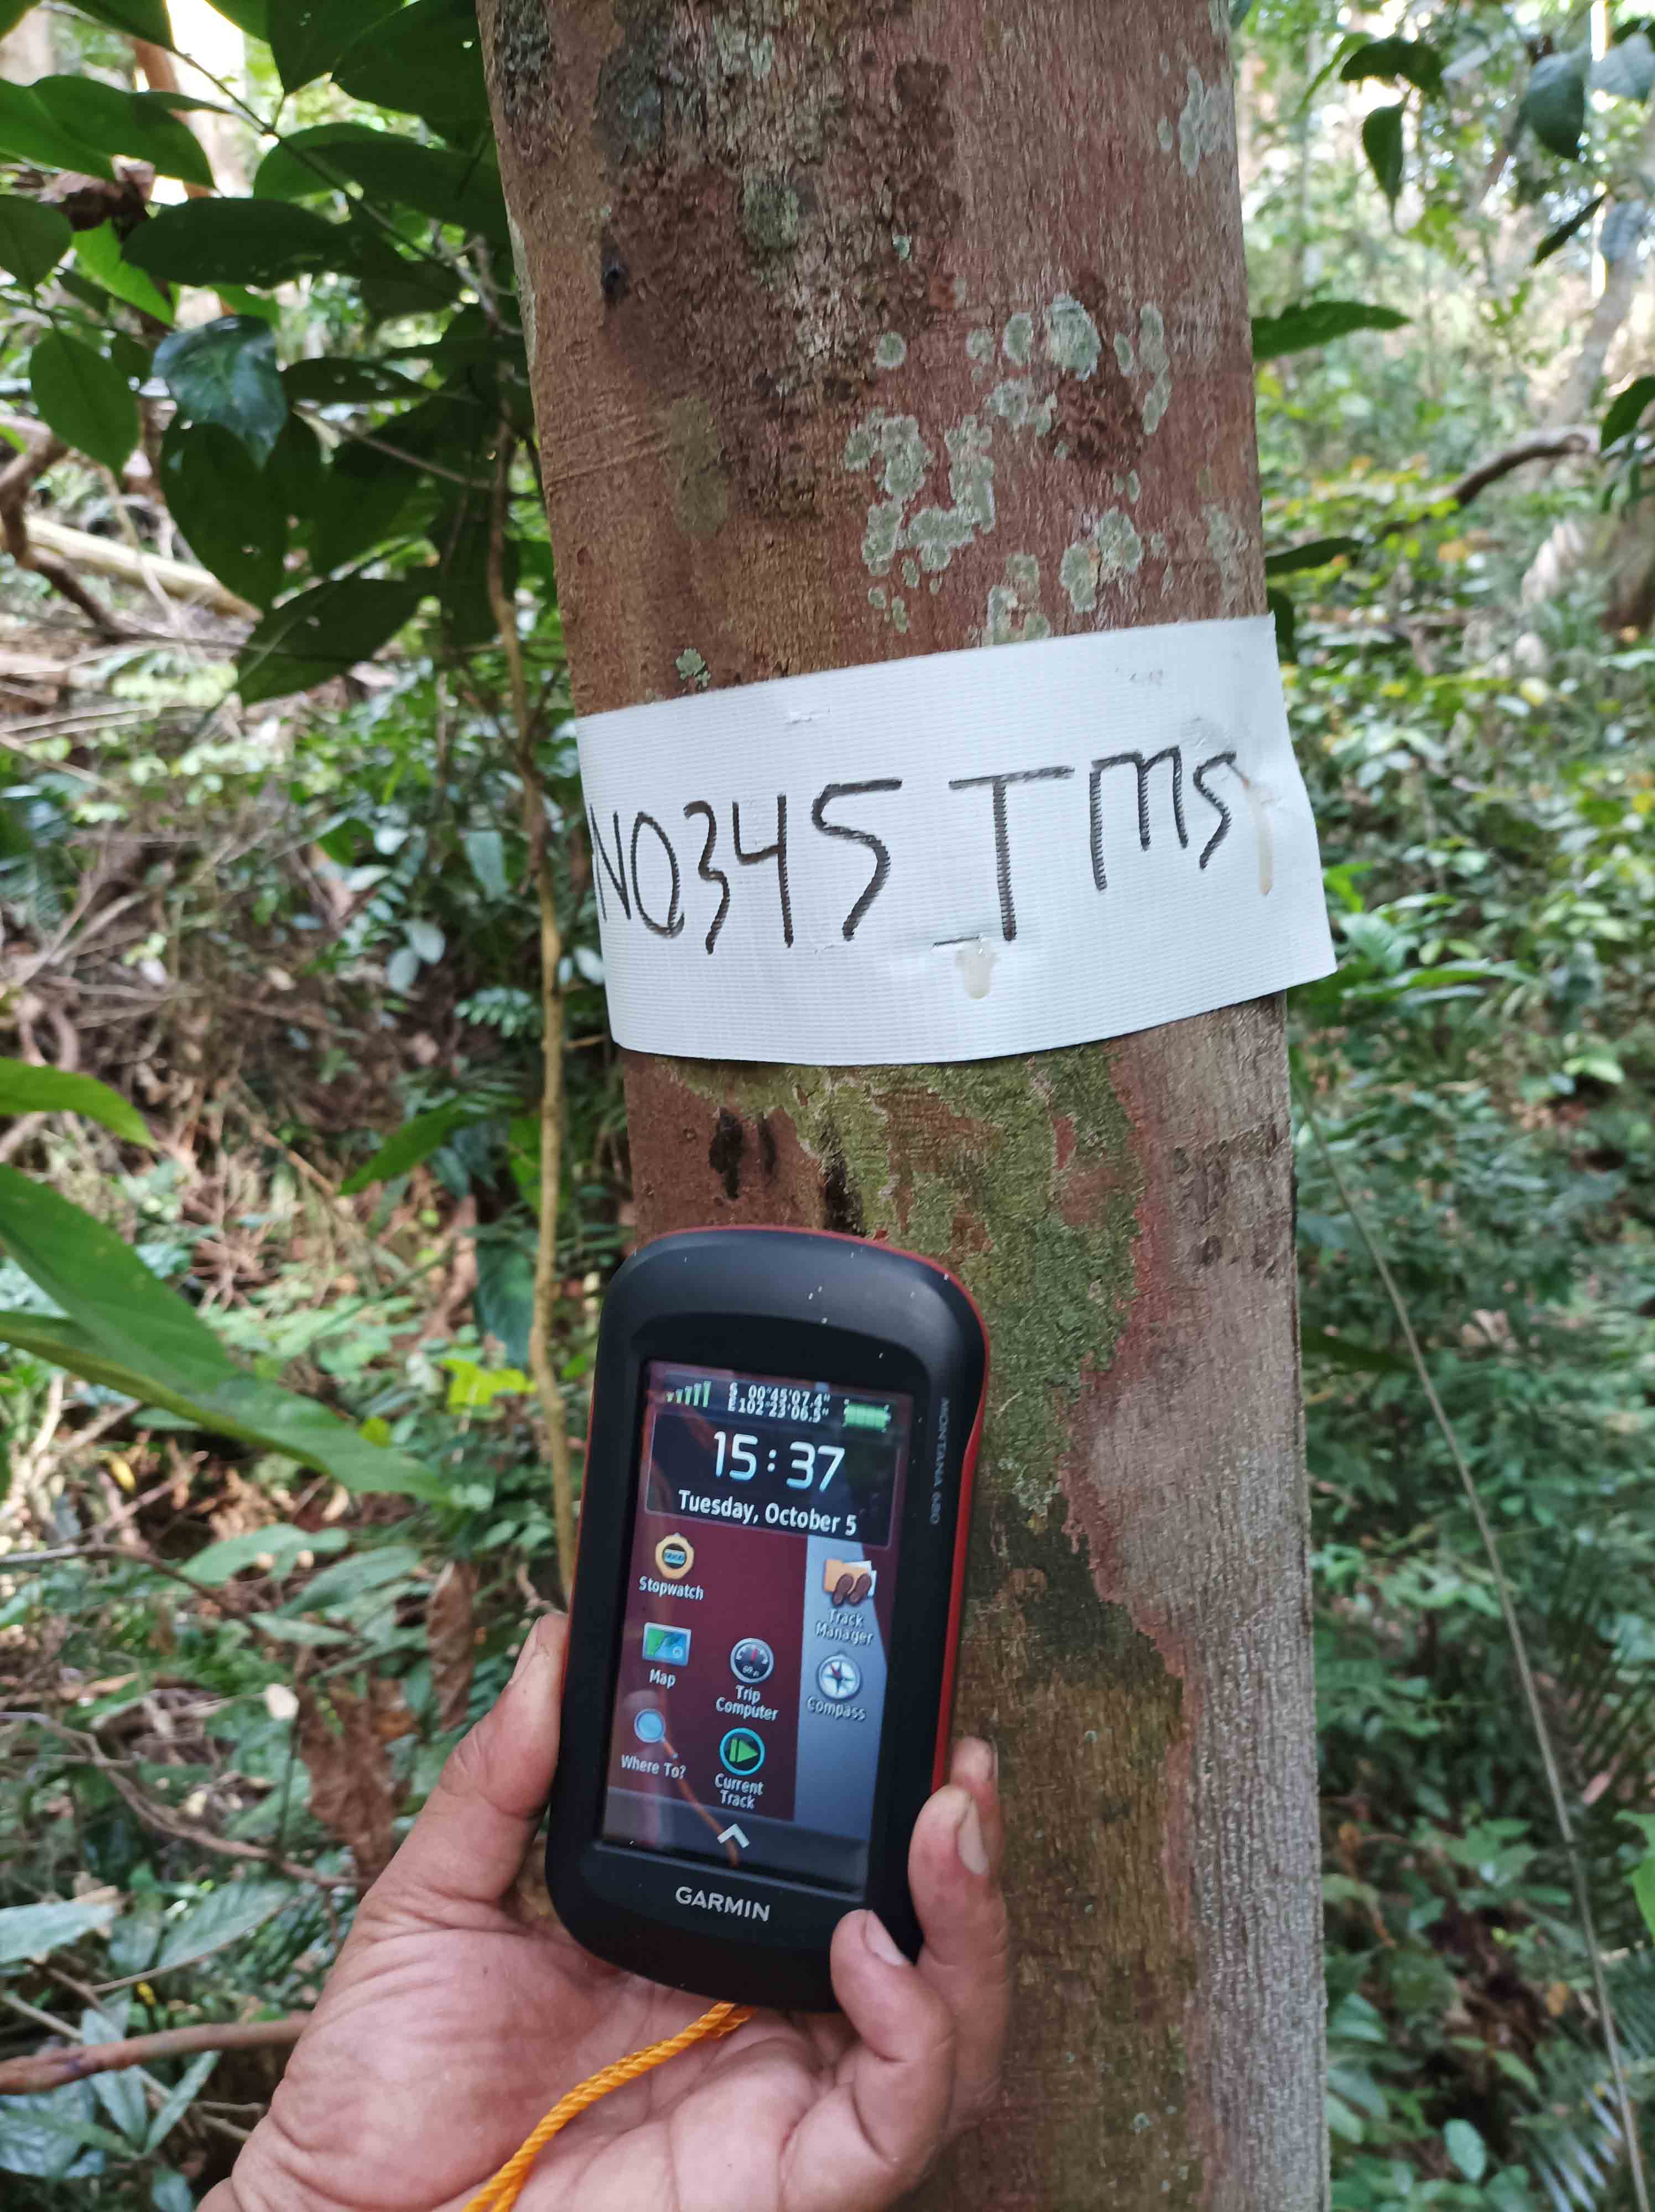 NO345 TMS
S 00°45'07.4"
E102°23'06.5"
15:37
Tuesday, October 5
Stopwatch
Track
Manager
Map
Trip
Computer
Compass
Where To?
Current
Track
GARMIN
MONTANA 680